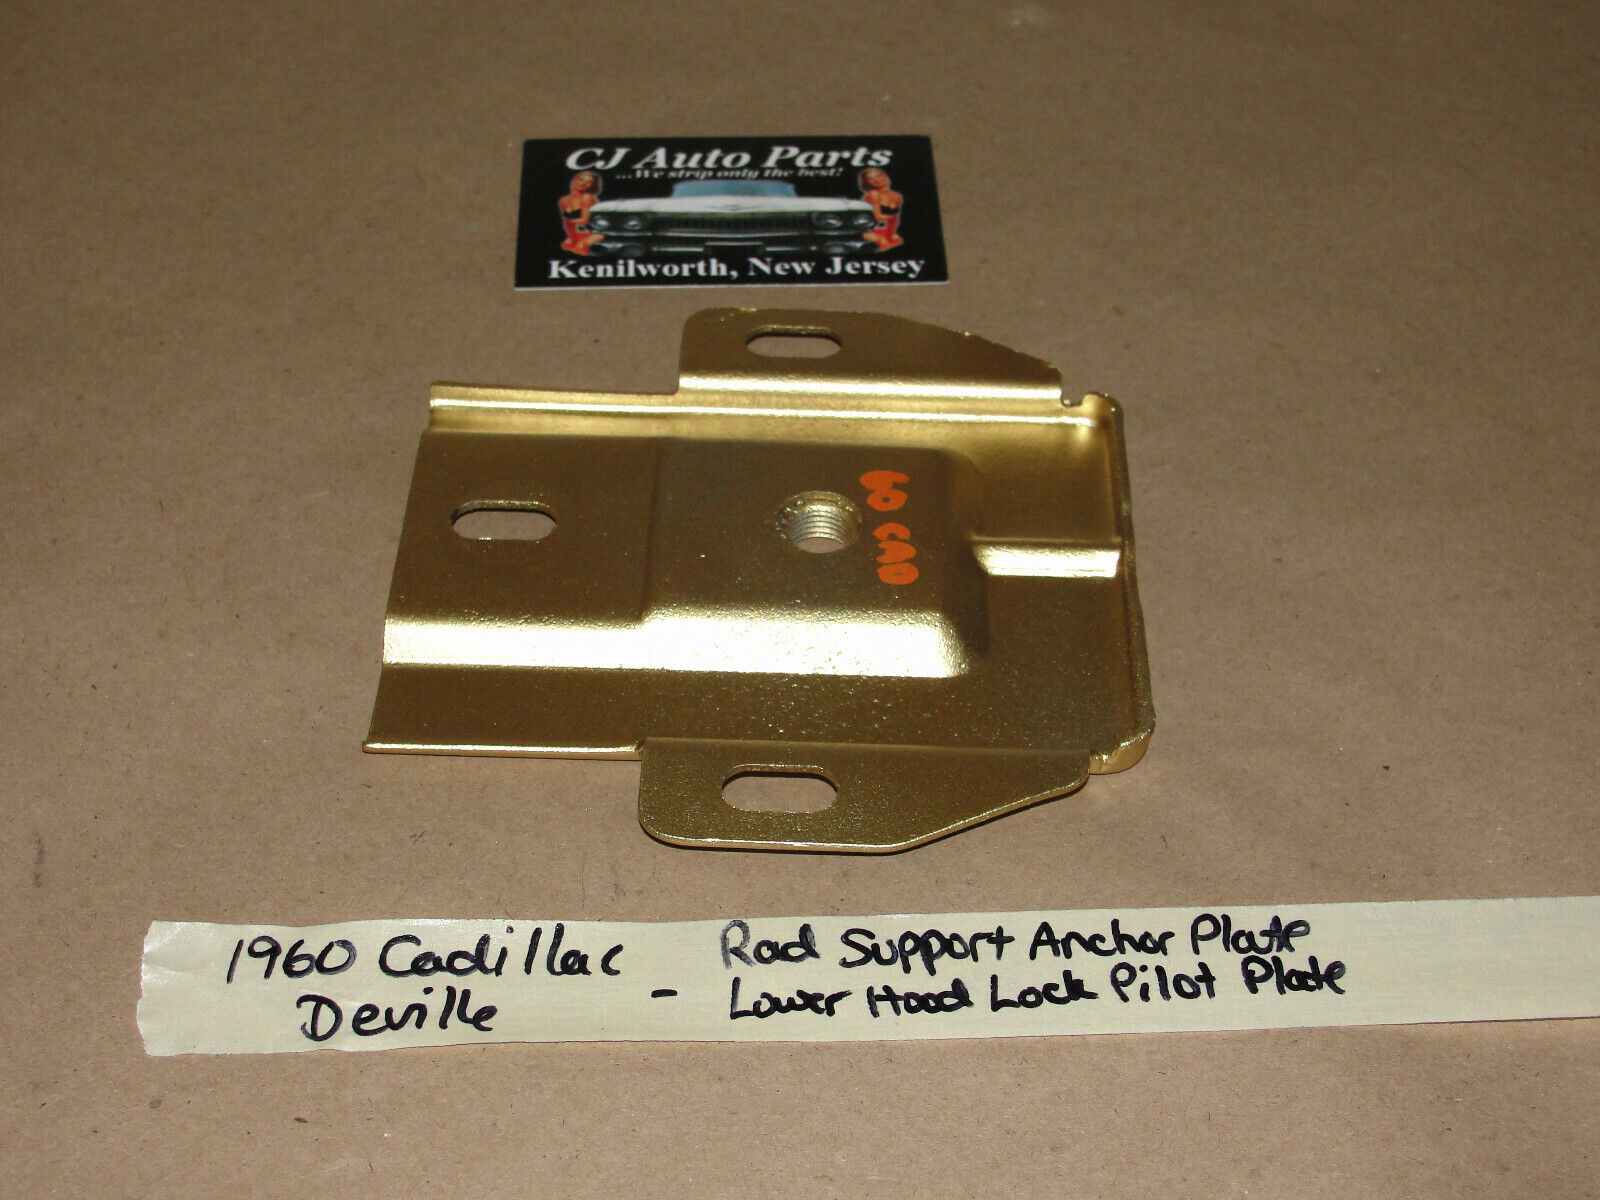 CJ Auto Parts
...We strip only the best!
Kenilworth, New Jersey
60 CAD
1960 Cadillac - Rad Support Anchor Plate
Deville - Lower Hood Lock Pilot Plate